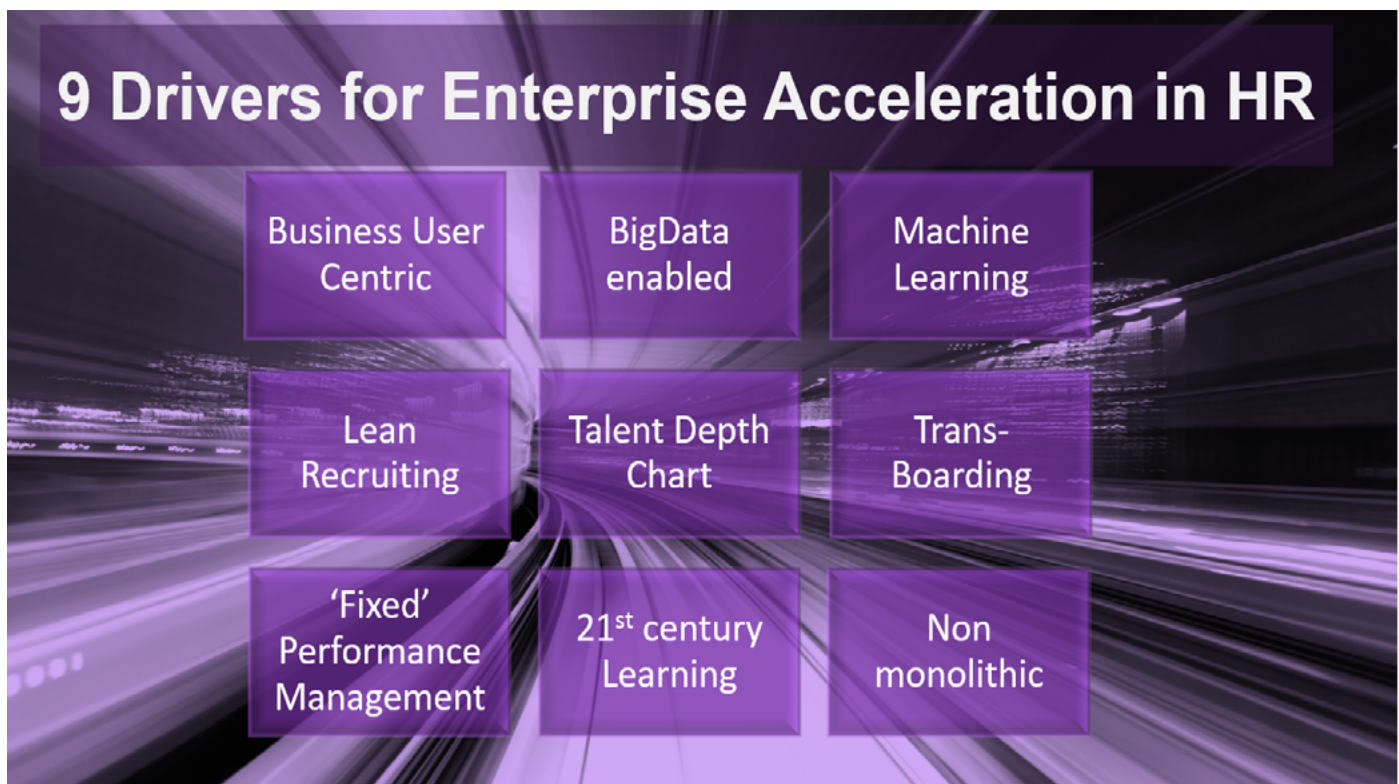 9 Drivers for Enterprise Acceleration in HR
Business User
Centric
BigData
enabled
Machine
Learning
Lean
Recruiting
Talent Depth
Chart
Trans-
Boarding
‘Fixed’
Performance
Management
21st century
Learning
Non
monolithic